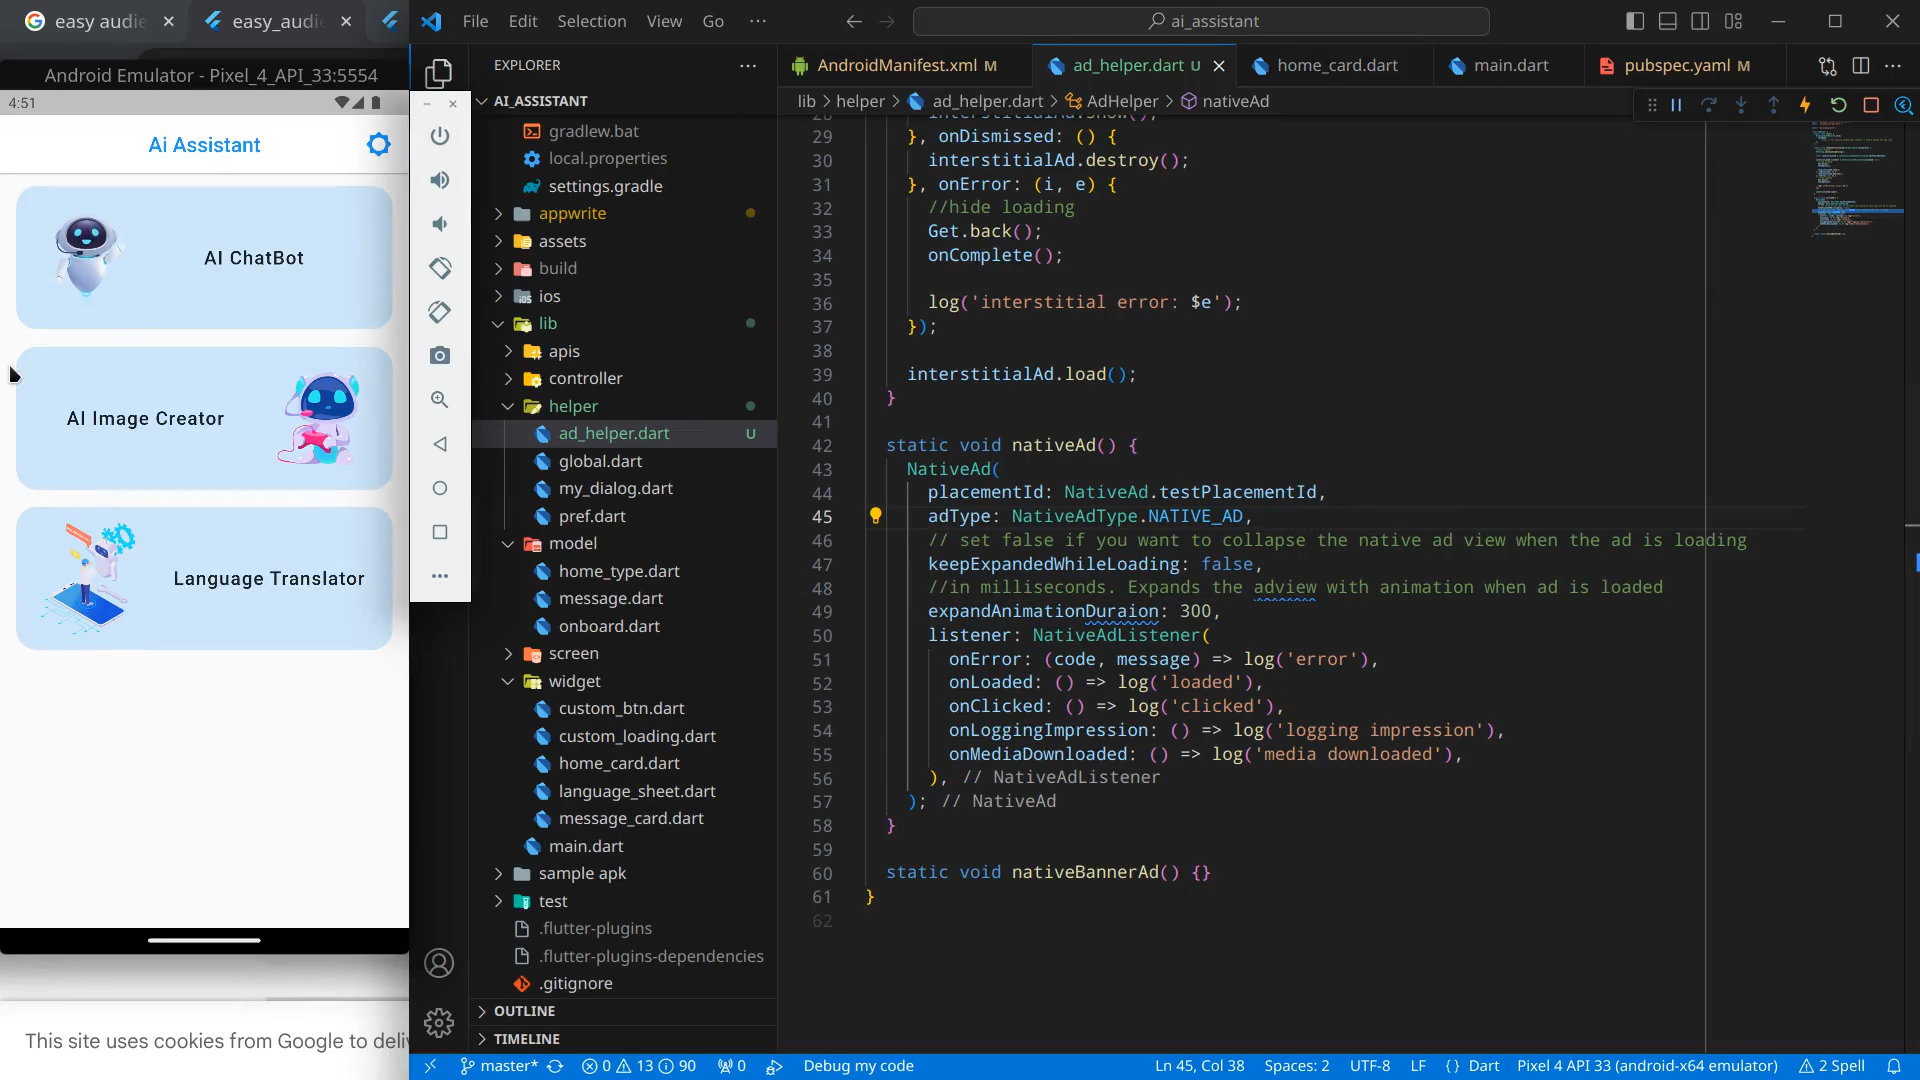 easy audie
easy_audi
File Edit Selection View Go ···
ai_assistant
Android Emulator - Pixel_4_API_33:5554
4:51
Ai Assistant
AI ChatBot
AI Image Creator
Language Translator
This site uses cookies from Google to deli
EXPLORER
AI_ASSISTANT
gradlew.bat
local.properties
settings.gradle
appwrite
assets
build
ios
lib
apis
controller
helper
ad_helper.dart U
global.dart
my_dialog.dart
pref.dart
model
home_type.dart
message.dart
onboard.dart
screen
widget
custom_btn.dart
custom_loading.dart
home_card.dart
language_sheet.dart
message_card.dart
main.dart
sample apk
test
.flutter-plugins
.flutter-plugins-dependencies
.gitignore
OUTLINE
TIMELINE
AndroidManifest.xml M
ad_helper.dart U
home_card.dart
main.dart
pubspec.yaml M
lib > helper > ad_helper.dart > AdHelper > nativeAd
28 interstitialAd.show();
29 }, onDismissed: () {
30 interstitialAd.destroy();
31 }, onError: (i, e) {
32 //hide loading
33 Get.back();
34 onComplete();
35
36 log('interstitial error: $e');
37 });
38
39 interstitialAd.load();
40 }
41
42 static void nativeAd() {
43 NativeAd(
44 placementId: NativeAd.testPlacementId,
45 adType: NativeAdType.NATIVE_AD,
46 // set false if you want to collapse the native ad view when the ad is loading
47 keepExpandedWhileLoading: false,
48 //in milliseconds. Expands the adview with animation when ad is loaded
49 expandAnimationDuraion: 300,
50 listener: NativeAdListener(
51 onError: (code, message) => log('error'),
52 onLoaded: () => log('loaded'),
53 onClicked: () => log('clicked'),
54 onLoggingImpression: () => log('logging impression'),
55 onMediaDownloaded: () => log('media downloaded'),
56 ), // NativeAdListener
57 ); // NativeAd
58 }
59
60 static void nativeBannerAd() {}
61 }
62
master* 0 13 90 0 Debug my code
Ln 45, Col 38 Spaces: 2 UTF-8 LF {} Dart Pixel 4 API 33 (android-x64 emulator) 2 Spell